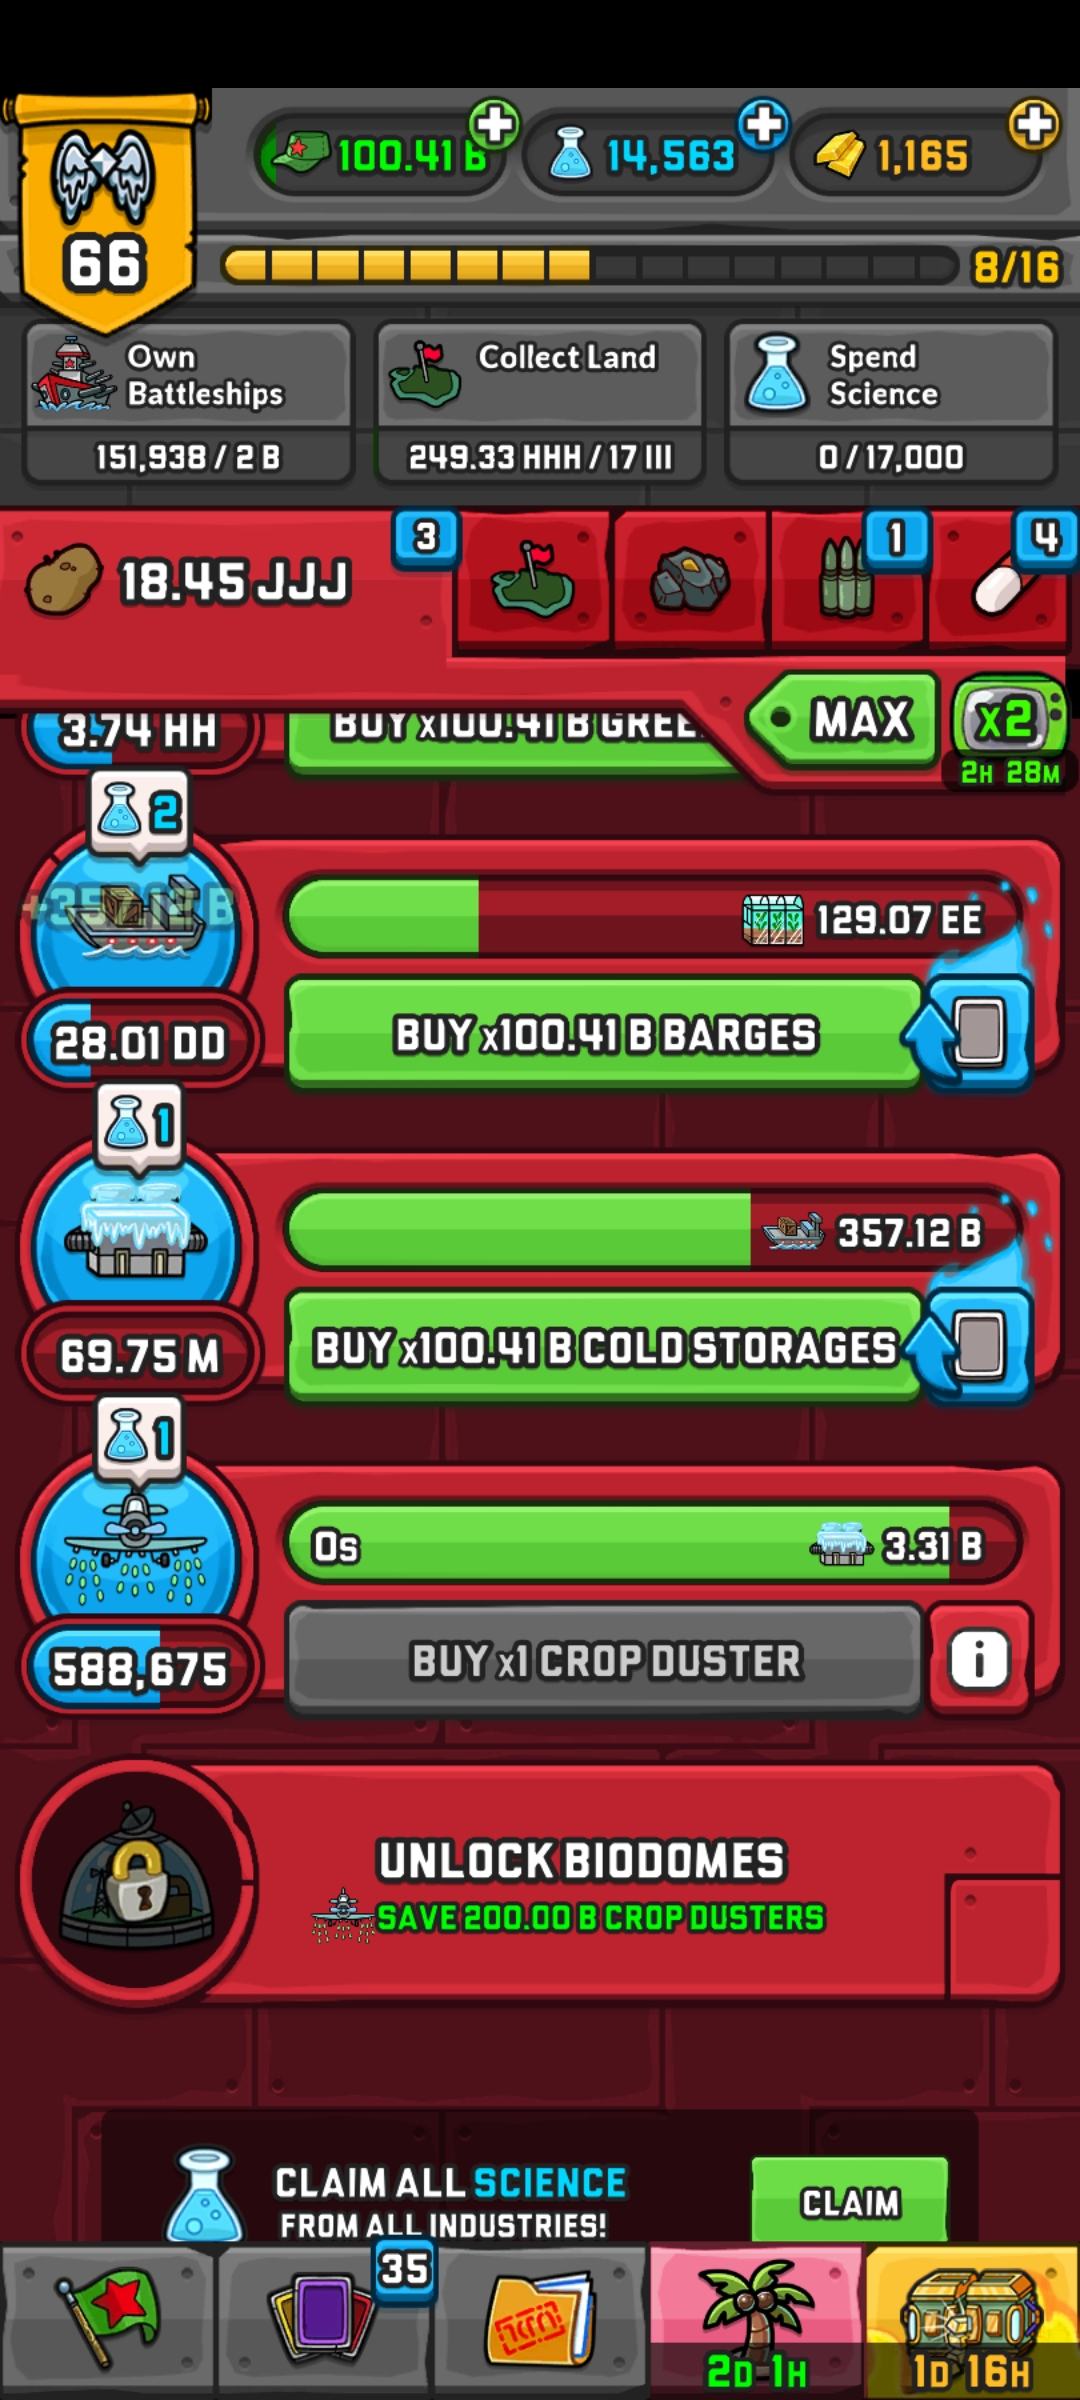 100.41 B
14,563
1,165
66
8/16
Own
Battleships
151,938 / 2 B
Collect Land
249.33 HHH / 17 III
Spend
Science
0 / 17,000
18.45 JJJ
3
1
4
MAX
x2
2H 28M
3.74 HH
BUY x100.41 B GREE
2
+357.12 B
129.07 EE
28.01 DD
BUY x100.41 B BARGES
1
357.12 B
69.75 M
BUY x100.41 B COLD STORAGES
1
0s
3.31 B
588,675
BUY x1 CROP DUSTER
i
UNLOCK BIODOMES
SAVE 200.00 B CROP DUSTERS
CLAIM ALL SCIENCE
FROM ALL INDUSTRIES!
CLAIM
35
2D 1H
1D 16H